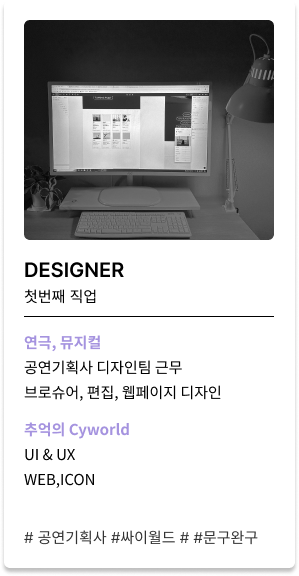 DESIGNER
첫번째 직업
연극, 뮤지컬
공연기획사 디자인팀 근무
브로슈어, 편집, 웹페이지 디자인
추억의 Cyworld
UI & UX
WEB,ICON
# 공연기획사 #싸이월드 # #문구완구